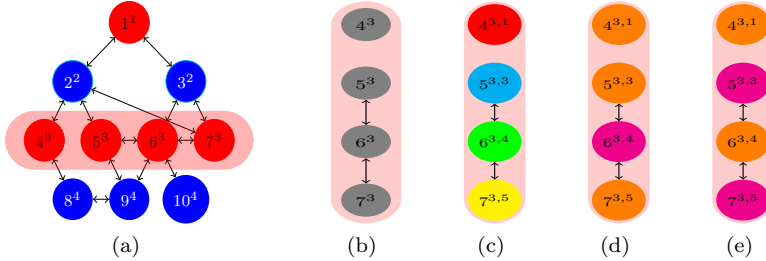 1¹ 4³ 4³,¹ 4³,¹ 4³,¹
2² 3² 5³ 5³,³ 5³,³ 5³·³
4³ 5³ 6³ 7³ 6³ 6³,⁴ 6³,⁴ 6³,⁴
8⁴ 9⁴ 10⁴ 7³ 7³,⁵ 7³,⁵ 7³,⁵
(a) (b) (c) (d) (e)